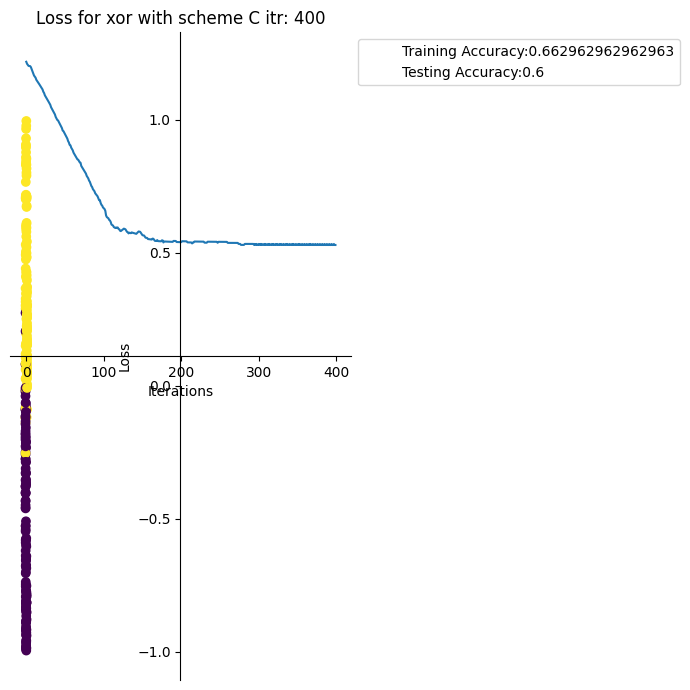 Loss for xor with scheme C itr: 400
Training Accuracy:0.662962962962963
Testing Accuracy:0.6
1.0
0.5
Loss
0 100 200 300 400
0.0
Iterations
−0.5
−1.0